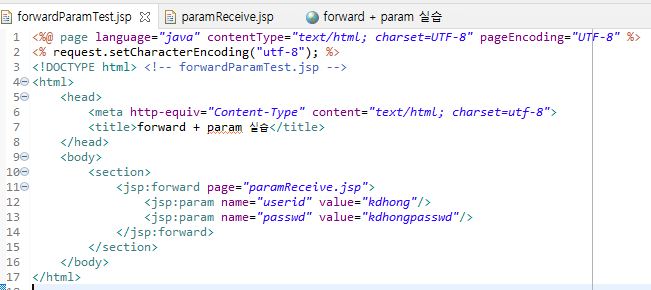 forwardParamTest.jsp paramReceive.jsp forward + param 실습
1 <%@ page language="java" contentType="text/html; charset=UTF-8" pageEncoding="UTF-8" %>
2 <% request.setCharacterEncoding("utf-8"); %>
3 <!DOCTYPE html> <!-- forwardParamTest.jsp -->
4 <html>
5 <head>
6 <meta http-equiv="Content-Type" content="text/html; charset=utf-8">
7 <title>forward + param 실습</title>
8 </head>
9 <body>
10 <section>
11 <jsp:forward page="paramReceive.jsp">
12 <jsp:param name="userid" value="kdhong"/>
13 <jsp:param name="passwd" value="kdhongpasswd"/>
14 </jsp:forward>
15 </section>
16 </body>
17 </html>